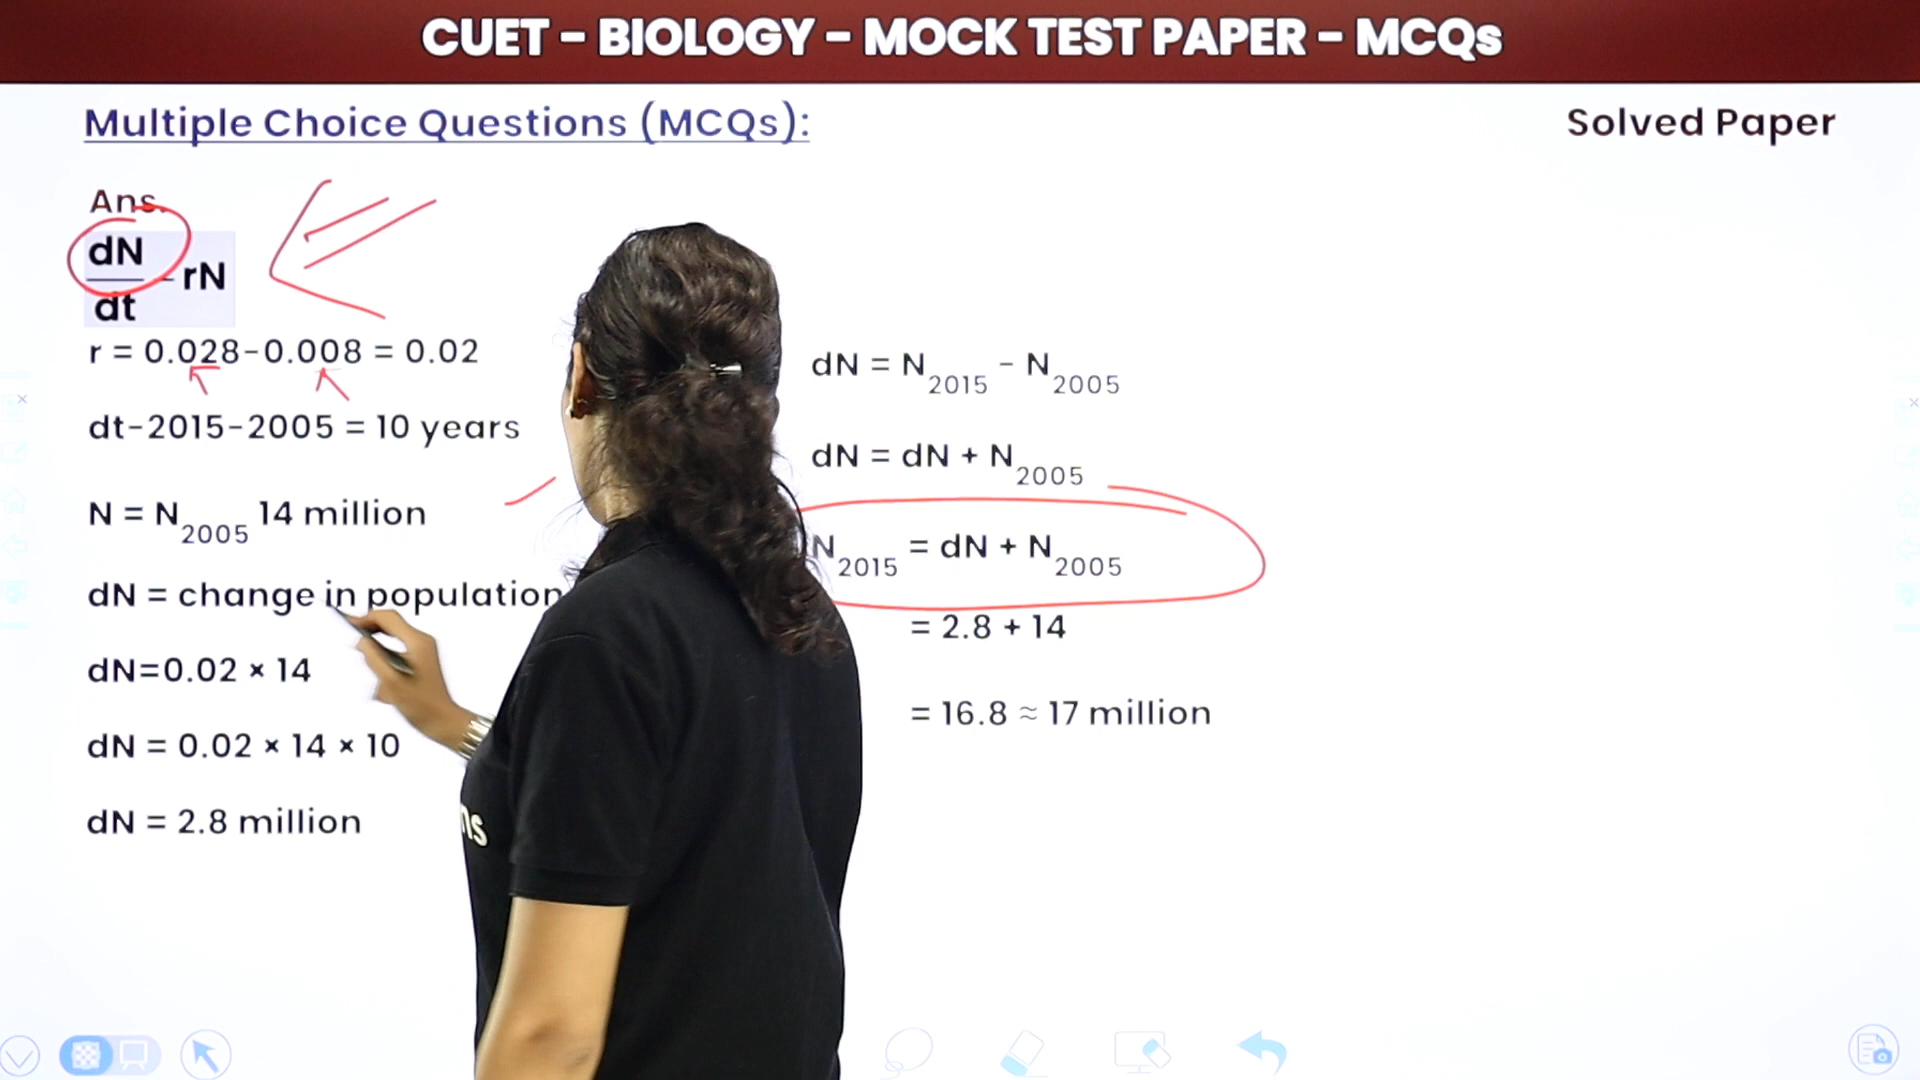 CUET - BIOLOGY - MOCK TEST PAPER - MCQs
Multiple Choice Questions (MCQs):
Solved Paper
Ans.
dN
dt
- rN
r = 0.028-0.008 = 0.02
dt-2015-2005 = 10 years
N = N2005 14 million
dN = change in population
dN=0.02 × 14
dN = 0.02 × 14 × 10
dN = 2.8 million
dN = N2015 - N2005
dN = dN + N2005
N2015 = dN + N2005
= 2.8 + 14
= 16.8 ≈ 17 million
ns